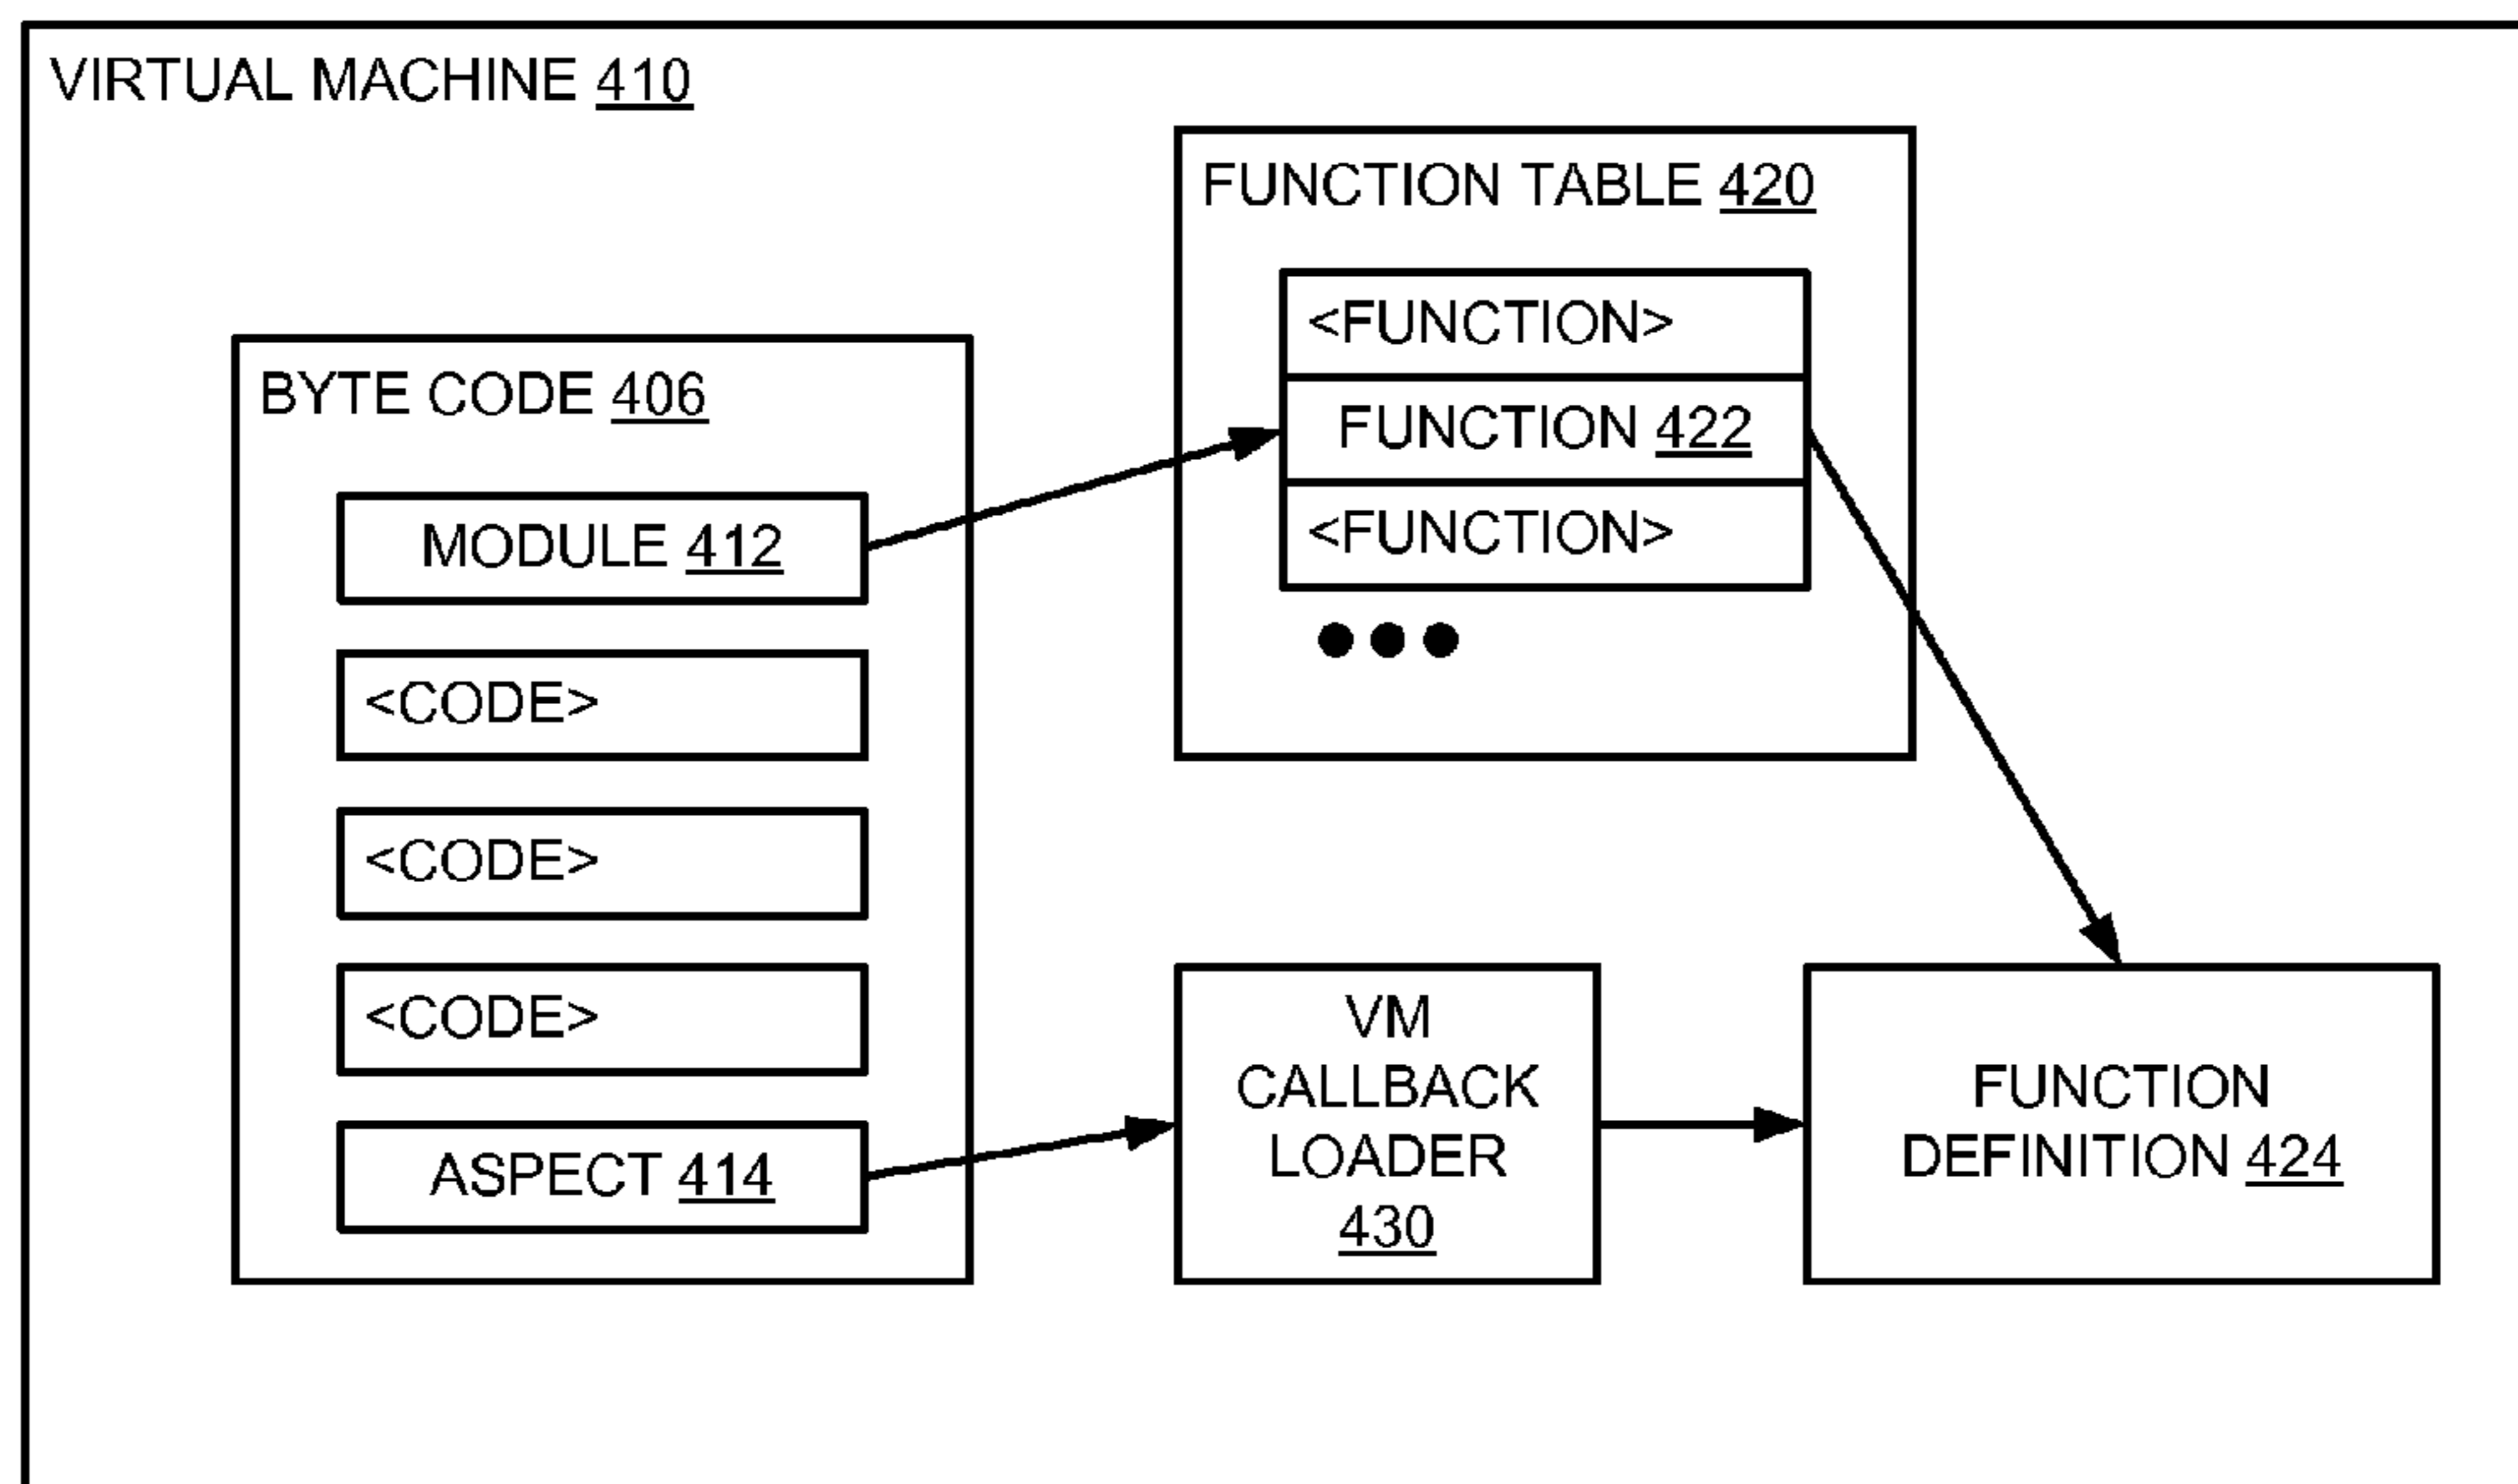 VIRTUAL MACHINE 410
FUNCTION TABLE 420
<FUNCTION>
FUNCTION 422
<FUNCTION>
BYTE CODE 406
MODULE 412
<CODE>
<CODE>
<CODE>
ASPECT 414
VM
CALLBACK
LOADER
430
FUNCTION
DEFINITION 424